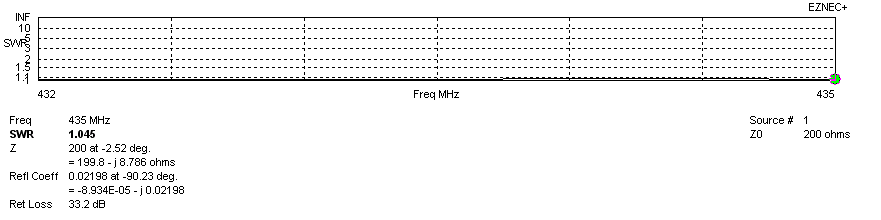 EZNEC+
INF
10
5
SWR 3
2
1.5
1.1
1
432 Freq MHz 435
Freq 435 MHz Source # 1
SWR 1.045 Z0 200 ohms
Z 200 at -2.52 deg.
= 199.8 - j 8.786 ohms
Refl Coeff 0.02198 at -90.23 deg.
= -8.934E-05 - j 0.02198
Ret Loss 33.2 dB